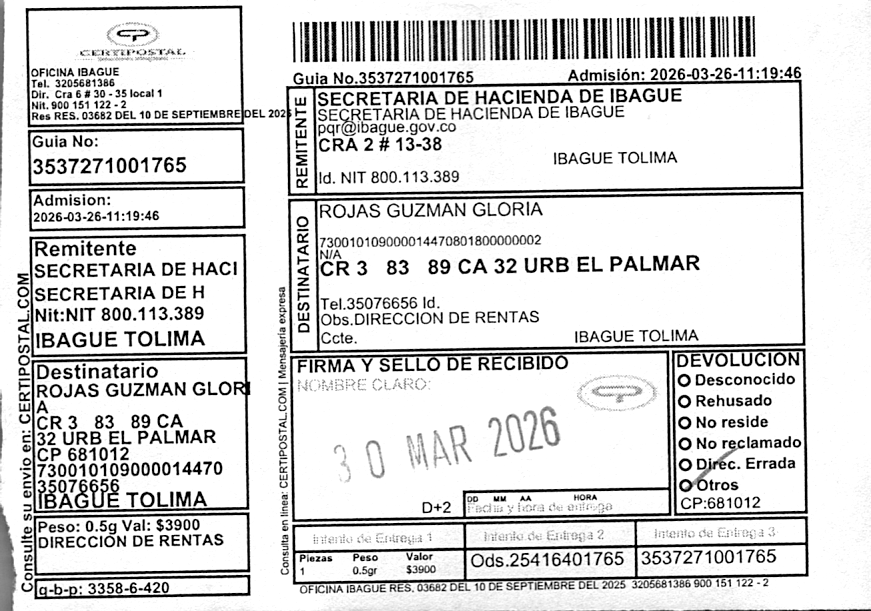 CERTIPOSTAL
OFICINA IBAGUE
Tel. 3205681386
Dir. Cra 6 # 30 - 35 local 1
Nit. 900 151 122 - 2
Res RES. 03682 DEL 10 DE SEPTIEMBRE DEL 2025
Guia No:
3537271001765
Admision:
2026-03-26-11:19:46
Remitente
SECRETARIA DE HACI
SECRETARIA DE H
Nit:NIT 800.113.389
IBAGUE TOLIMA
Destinatario
ROJAS GUZMAN GLORI
A
CR 3 83 89 CA
32 URB EL PALMAR
CP 681012
730010109000014470
35076656
IBAGUE TOLIMA
Peso: 0.5g Val: $3900
DIRECCION DE RENTAS
q-b-p: 3358-6-420
Consulte su envio en: CERTIPOSTAL.COM
Guia No.3537271001765 Admisión: 2026-03-26-11:19:46
REMITENTE
SECRETARIA DE HACIENDA DE IBAGUE
SECRETARIA DE HACIENDA DE IBAGUE
pqr@ibague.gov.co
CRA 2 # 13-38
IBAGUE TOLIMA
Id. NIT 800.113.389
DESTINATARIO
ROJAS GUZMAN GLORIA
730010109000014470801800000002
N/A
CR 3 83 89 CA 32 URB EL PALMAR
Tel.35076656 Id.
Obs.DIRECCION DE RENTAS
Ccte. IBAGUE TOLIMA
Consulta en linea: CERTIPOSTAL.COM | Mensajería expresa
FIRMA Y SELLO DE RECIBIDO
NOMBRE CLARO:
30 MAR 2026
D+2
DD MM AA HORA
Fecha y hora de entrega
DEVOLUCION
Desconocido
Rehusado
No reside
No reclamado
Direc. Errada
Otros
CP:681012
Intento de Entrega 1 Intento de Entrega 2 Intento de Entrega 3
Piezas Peso Valor
1 0.5gr $3900
Ods.25416401765 3537271001765
OFICINA IBAGUE RES. 03682 DEL 10 DE SEPTIEMBRE DEL 2025 3205681386 900 151 122 - 2